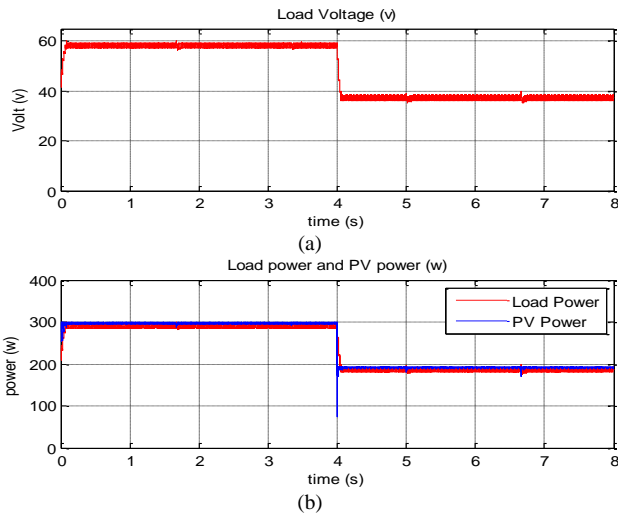 Load Voltage (v)
60
40
20
0
Volt (v)
0 1 2 3 4 5 6 7 8
time (s)
(a)
Load power and PV power (w)
400
300
200
100
0
power (w)
Load Power
PV Power
0 1 2 3 4 5 6 7 8
time (s)
(b)